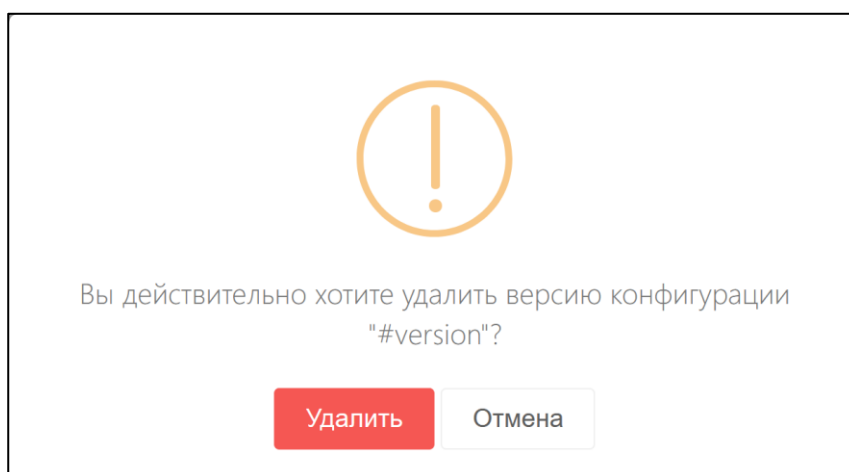 Вы действительно хотите удалить версию конфигурации
"#version"?
Удалить Отмена